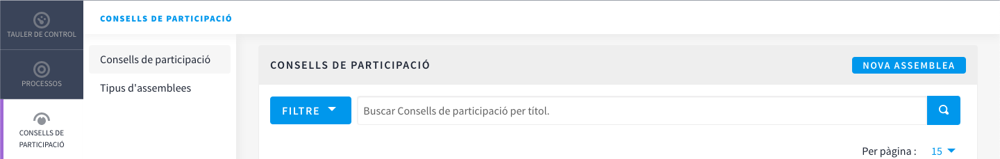 TAULER DE CONTROL
PROCESSOS
CONSELLS DE
PARTICIPACIÓ
CONSELLS DE PARTICIPACIÓ
Consells de participació
Tipus d'assemblees
CONSELLS DE PARTICIPACIÓ
NOVA ASSEMBLEA
FILTRE
Buscar Consells de participació per títol.
Per pàgina : 15